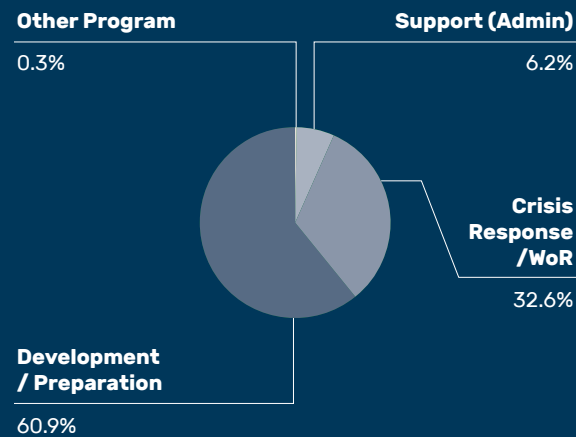 Other Program
0.3%
Support (Admin)
6.2%
Crisis
Response
/WoR
32.6%
Development
/ Preparation
60.9%